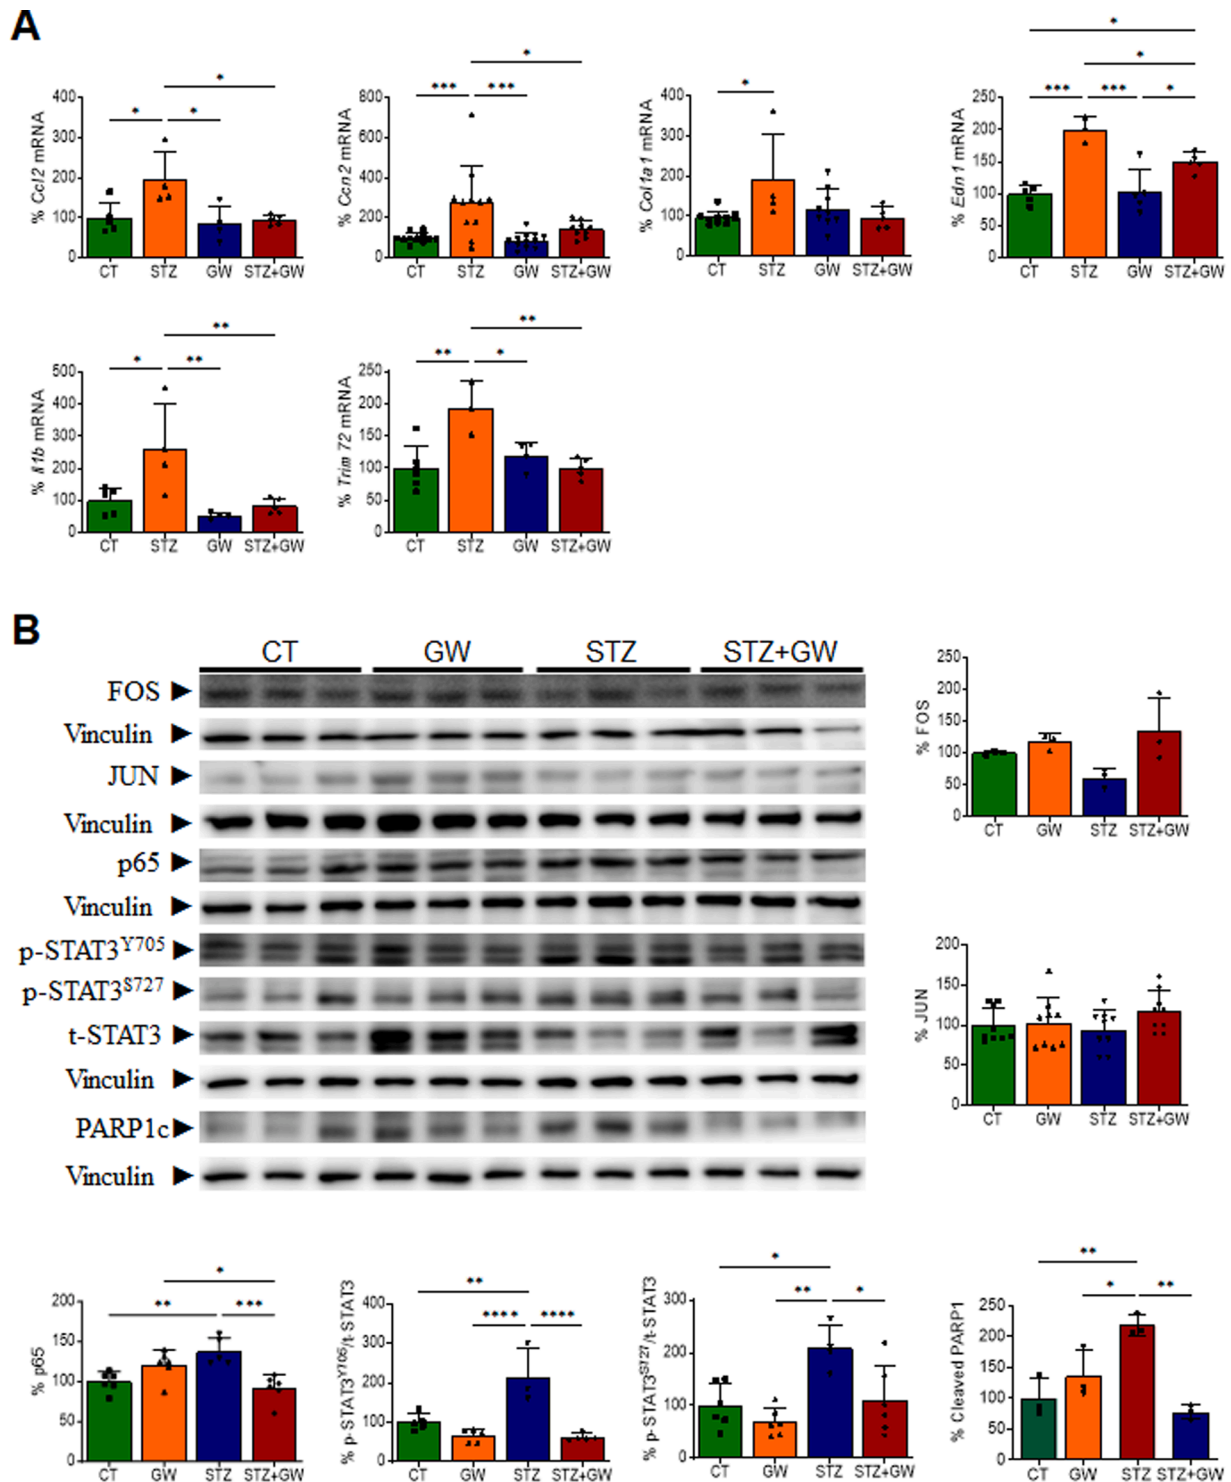 A
% Ccl2 mRNA
400
300
200
100
0
* * *
CT STZ GW STZ+GW
% Ccn2 mRNA
800
600
400
200
0
*** *** *
CT STZ GW STZ+GW
% Col1a1 mRNA
400
300
200
100
0
*
CT STZ GW STZ+GW
% Edn1 mRNA
250
200
150
100
50
0
*** *** * * *
CT STZ GW STZ+GW
% Il1b mRNA
500
400
300
200
100
0
* ** **
CT STZ GW STZ+GW
% Trim 72 mRNA
250
200
150
100
50
0
** * **
CT STZ GW STZ+GW
B
CT GW STZ STZ+GW
FOS
Vinculin
JUN
Vinculin
p65
Vinculin
p-STAT3Y705
p-STAT3S727
t-STAT3
Vinculin
PARP1c
Vinculin
% FOS
250
200
150
100
50
0
CT GW STZ STZ+GW
% JUN
200
150
100
50
0
CT GW STZ STZ+GW
% p65
200
150
100
50
0
** *** *
CT GW STZ STZ+GW
% p-STAT3Y705/t-STAT3
400
300
200
100
0
** **** ****
CT GW STZ STZ+GW
% p-STAT3S727/t-STAT3
300
200
100
0
* ** *
CT GW STZ STZ+GW
% Cleaved PARP1
250
200
150
100
50
0
** * **
CT GW STZ STZ+GW